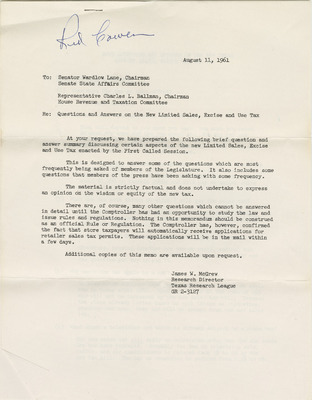 Red Cowen
August 11, 1961
To: Senator Wardlow Lane, Chairman
Senate State Affairs Committee
Representative Charles L. Ballman, Chairman
House Revenue and Taxation Committee
Re: Questions and Answers on the New Limited Sales, Excise and Use Tax
At your request, we have prepared the following brief question and
answer summary discussing certain aspects of the new Limited Sales, Excise
and Use Tax enacted by the First Called Session.
This is designed to answer some of the questions which are most
frequently being asked of members of the Legislature. It also includes some
questions that members of the press have been asking with some frequency.
The material is strictly factual and does not undertake to express
an opinion on the wisdom or equity of the new tax.
There are, of course, many other questions which cannot be answered
in detail until the Comptroller has had an opportunity to study the law and
issue rules and regulations. Nothing in this memorandum should be construed
as an official Rule or Regulation. The Comptroller has, however, confirmed
the fact that store taxpayers will automatically receive applications for
retailer sales tax permits. These applications will be in the mail within
a few days.
Additional copies of this memo are available upon request.
James W. McGrew
Research Director
Texas Research League
GR 2-3127